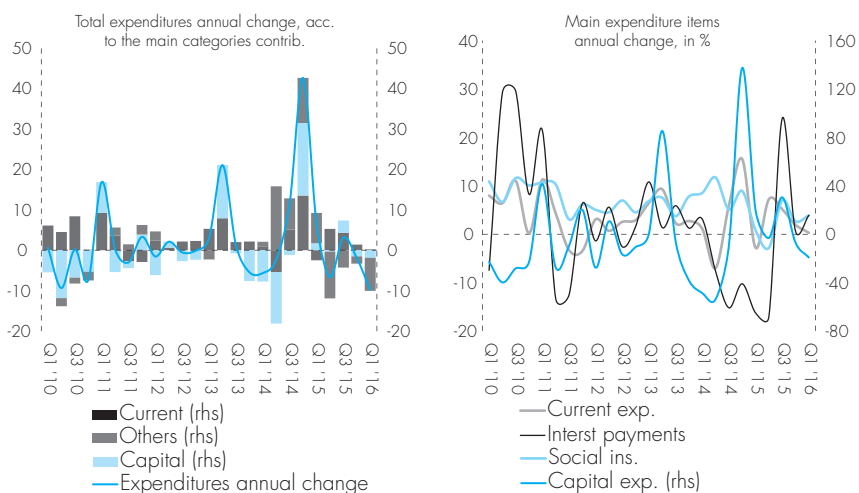 Total expenditures annual change, acc.
to the main categories contrib.
50
40
30
20
10
0
-10
-20
50
40
30
20
10
0
-10
-20
Q1 '10
Q3 '10
Q1 '11
Q3 '11
Q1 '12
Q3 '12
Q1 '13
Q3 '13
Q1 '14
Q3 '14
Q1 '15
Q3 '15
Q1 '16
Current (rhs)
Others (rhs)
Capital (rhs)
Expenditures annual change
Main expenditure items
annual change, in %
40
30
20
10
0
-10
-20
160
120
80
40
0
-40
-80
Q1 '10
Q3 '10
Q1 '11
Q3 '11
Q1 '12
Q3 '12
Q1 '13
Q3 '13
Q1 '14
Q3 '14
Q1 '15
Q3 '15
Q1 '16
Current exp.
Interst payments
Social ins.
Capital exp. (rhs)